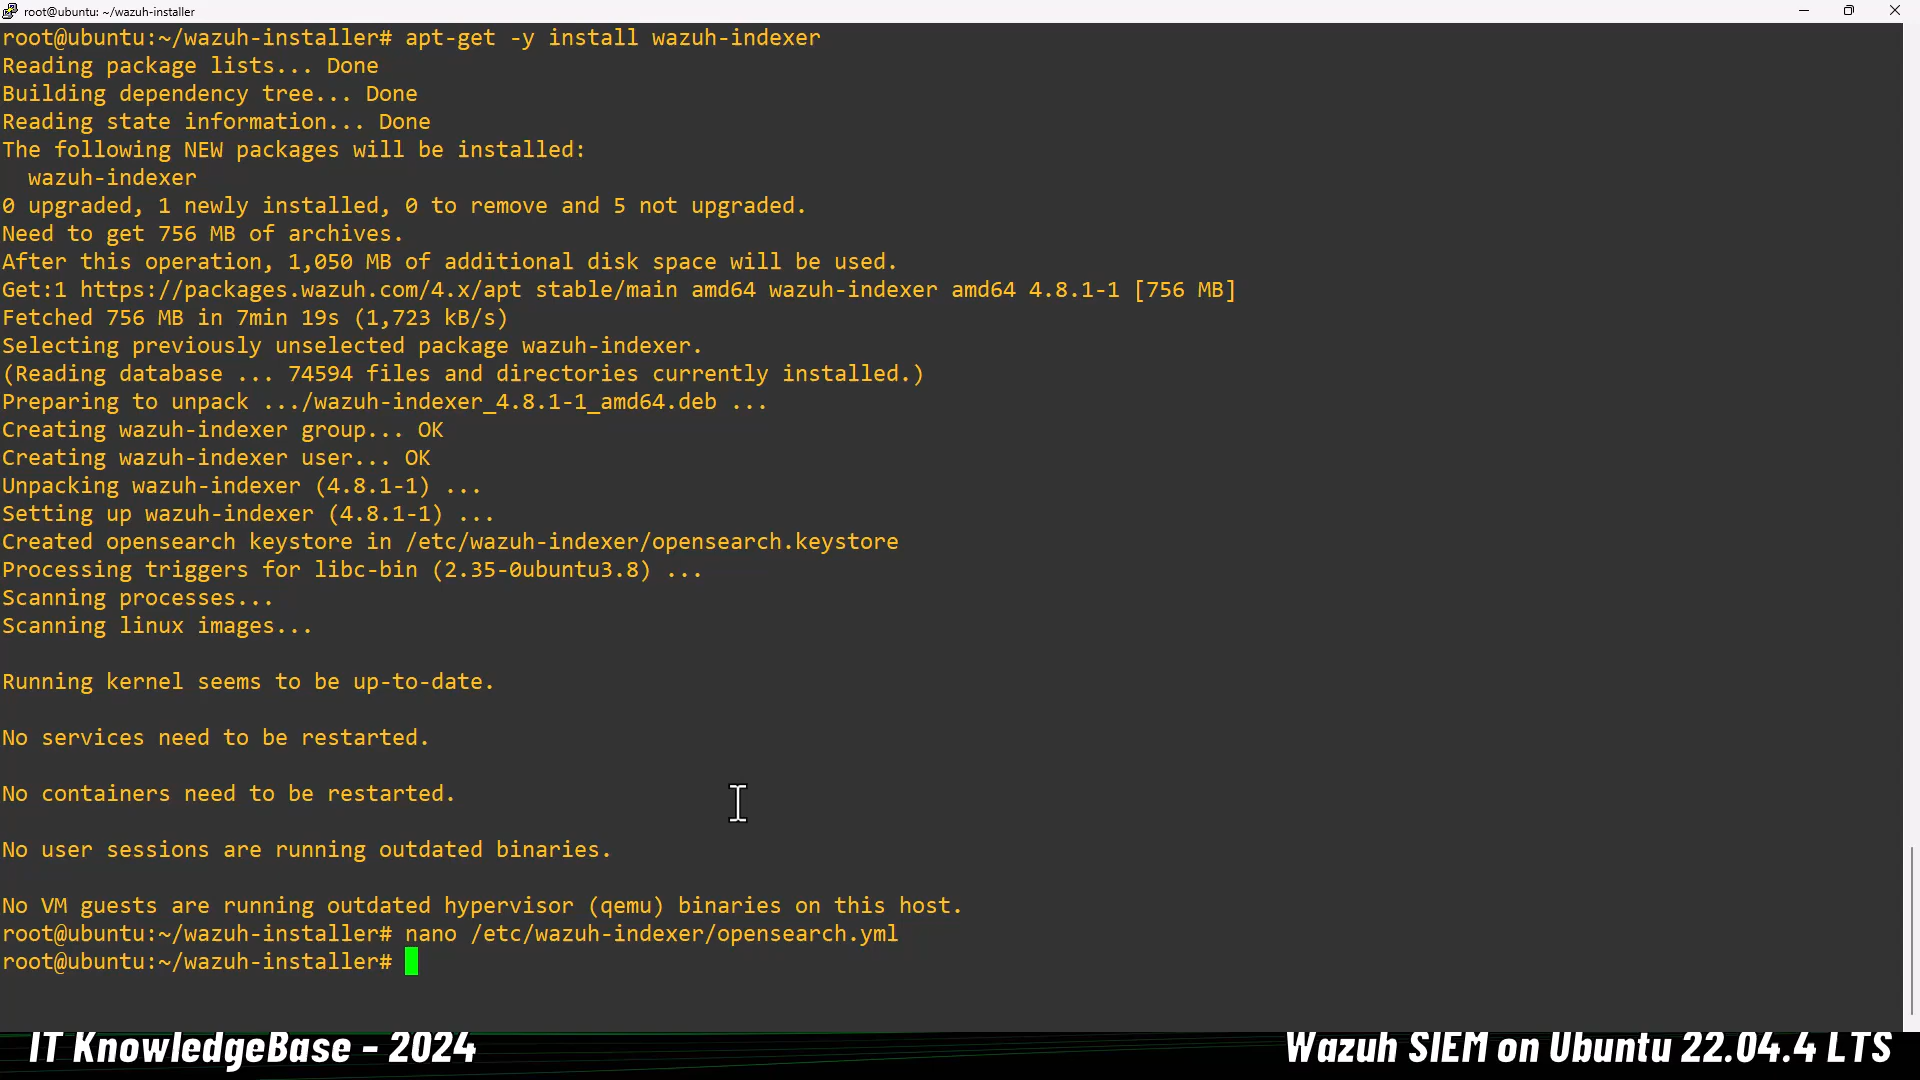 root@ubuntu: ~/wazuh-installer
root@ubuntu:~/wazuh-installer# apt-get -y install wazuh-indexer
Reading package lists... Done
Building dependency tree... Done
Reading state information... Done
The following NEW packages will be installed:
  wazuh-indexer
0 upgraded, 1 newly installed, 0 to remove and 5 not upgraded.
Need to get 756 MB of archives.
After this operation, 1,050 MB of additional disk space will be used.
Get:1 https://packages.wazuh.com/4.x/apt stable/main amd64 wazuh-indexer amd64 4.8.1-1 [756 MB]
Fetched 756 MB in 7min 19s (1,723 kB/s)
Selecting previously unselected package wazuh-indexer.
(Reading database ... 74594 files and directories currently installed.)
Preparing to unpack .../wazuh-indexer_4.8.1-1_amd64.deb ...
Creating wazuh-indexer group... OK
Creating wazuh-indexer user... OK
Unpacking wazuh-indexer (4.8.1-1) ...
Setting up wazuh-indexer (4.8.1-1) ...
Created opensearch keystore in /etc/wazuh-indexer/opensearch.keystore
Processing triggers for libc-bin (2.35-0ubuntu3.8) ...
Scanning processes...
Scanning linux images...
Running kernel seems to be up-to-date.
No services need to be restarted.
No containers need to be restarted.
No user sessions are running outdated binaries.
No VM guests are running outdated hypervisor (qemu) binaries on this host.
root@ubuntu:~/wazuh-installer# nano /etc/wazuh-indexer/opensearch.yml
root@ubuntu:~/wazuh-installer#
IT KnowledgeBase - 2024
Wazuh SIEM on Ubuntu 22.04.4 LTS